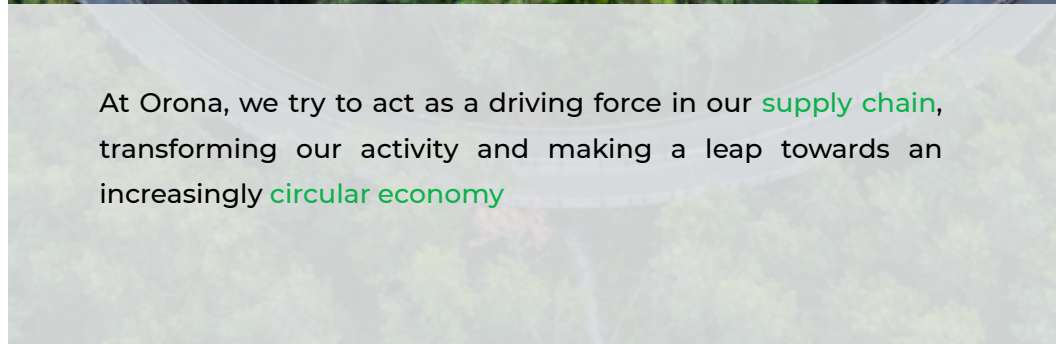 At Orona, we try to act as a driving force in our supply chain,
transforming our activity and making a leap towards an
increasingly circular economy